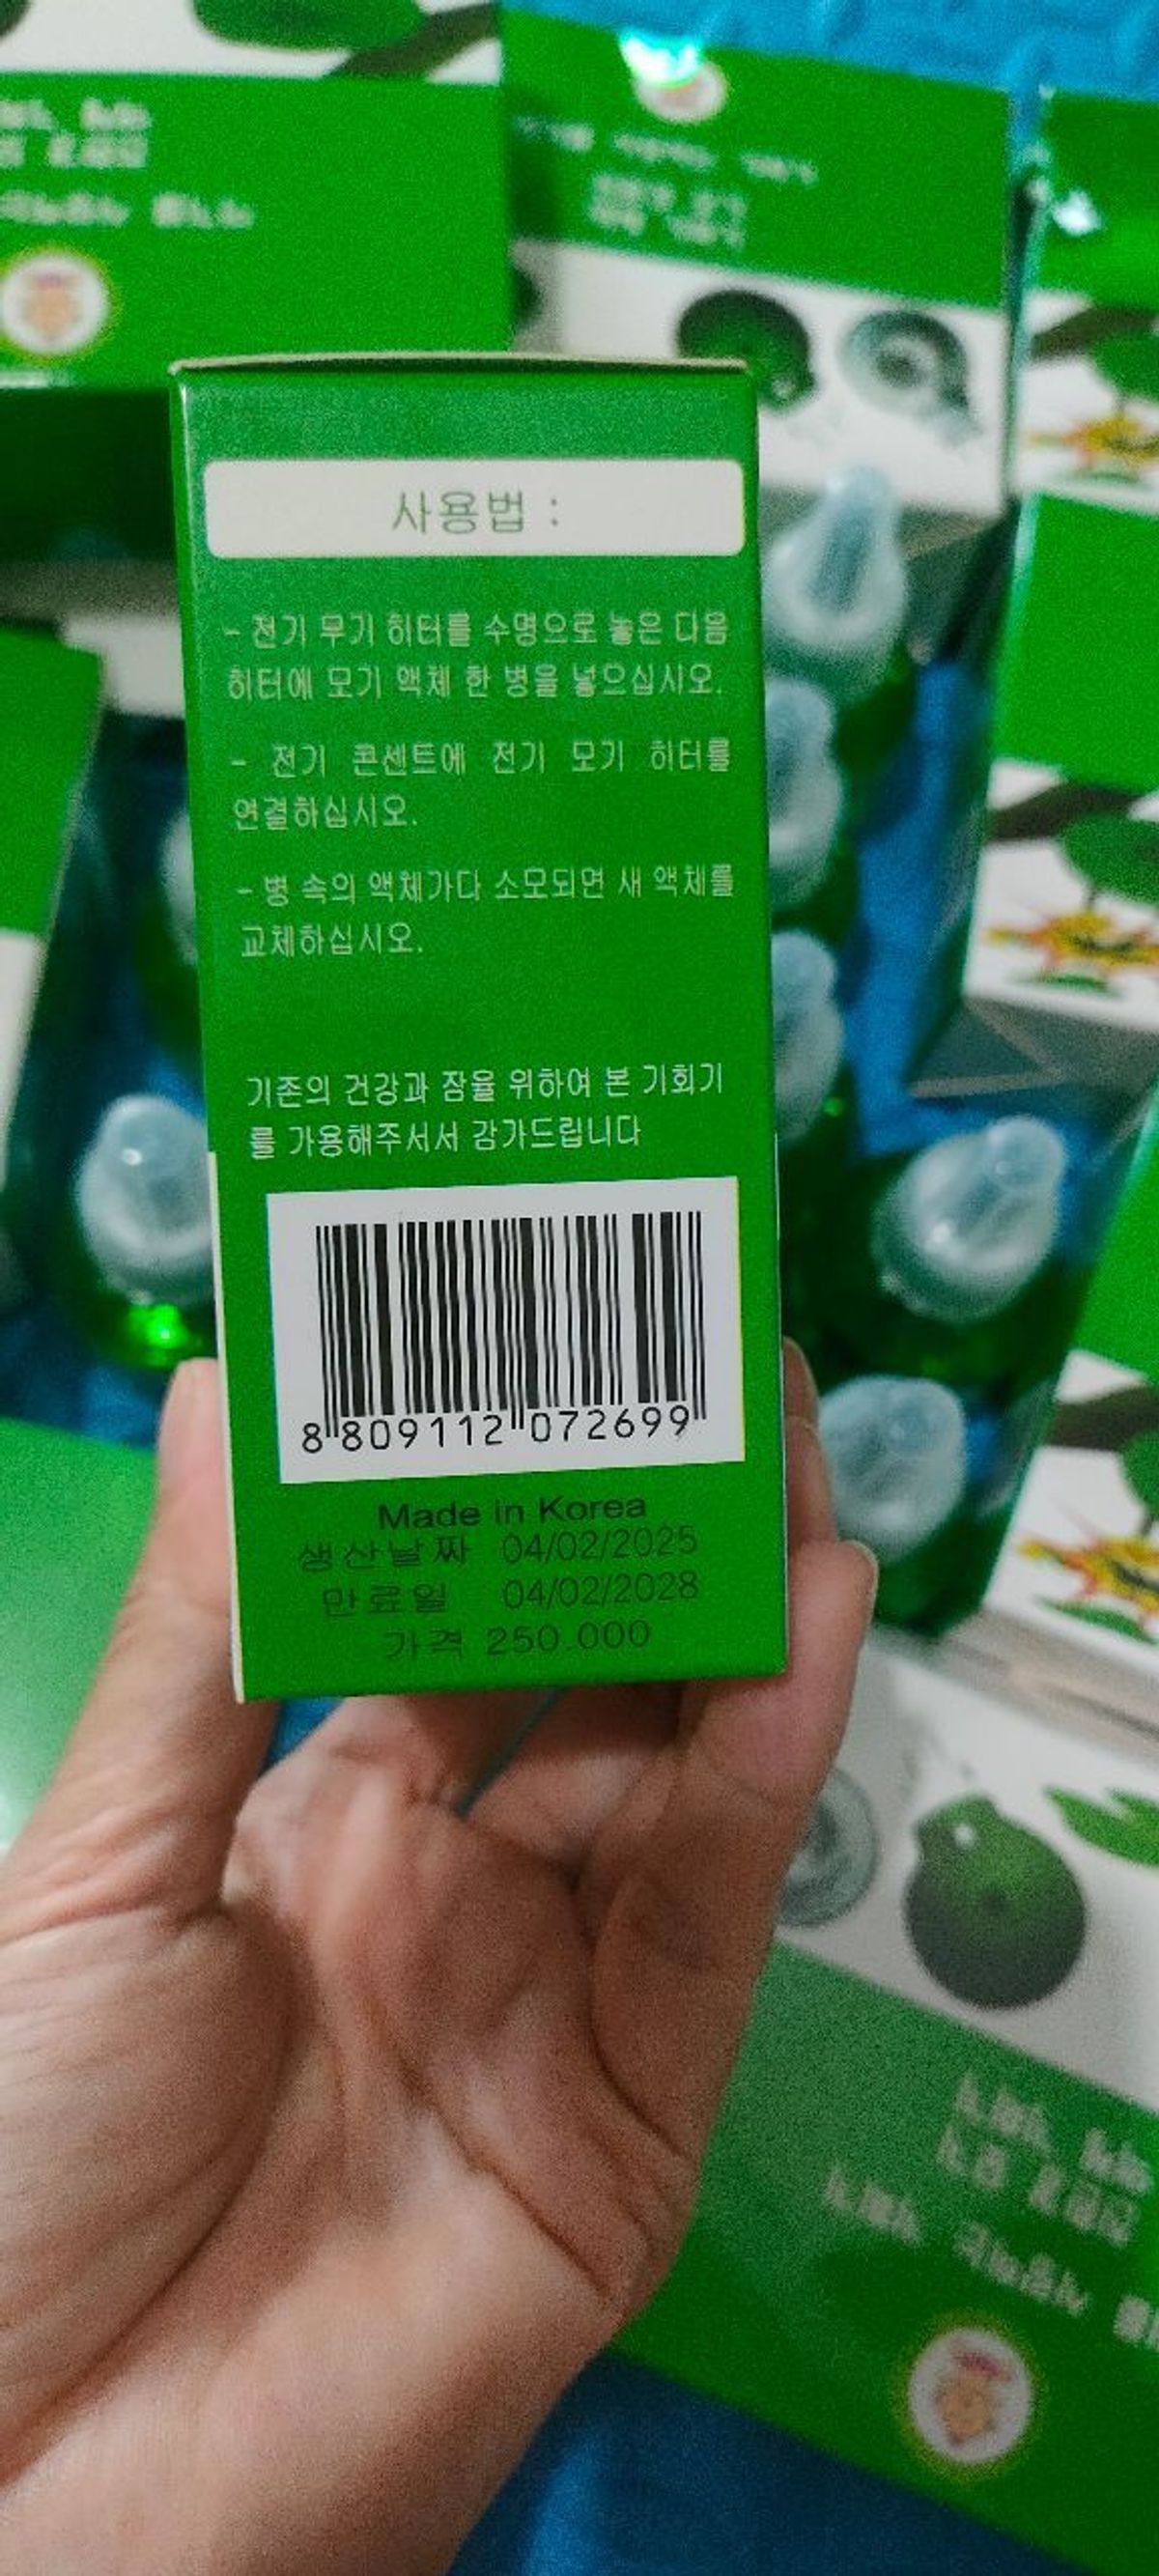 사용법 :
- 전기 무기 히터를 수명으로 놓은 다음
히터에 모기 액체 한 병을 넣으십시오.
- 전기 콘센트에 전기 모기 히터를
연결하십시오.
- 병 속의 액체가다 소모되면 새 액체를
교체하십시오.
기존의 건강과 잠율 위하여 본 기회기
를 가용해주서서 감가드립니다
8 809112 072699
Made in Korea
생산날짜 04/02/2025
만료일 04/02/2028
가격 250.000